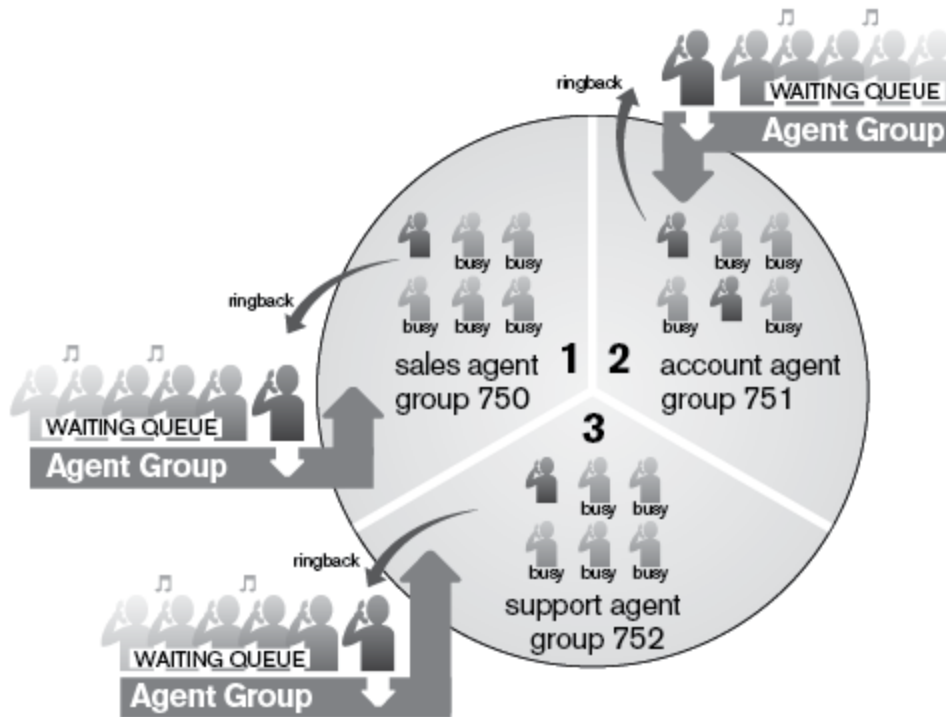 ringback
WAITING QUEUE
Agent Group
busy busy
busy busy busy
sales agent
group 750
1
2
busy busy
busy busy
account agent
group 751
ringback
WAITING QUEUE
Agent Group
3
busy busy
busy busy busy
support agent
group 752
ringback
WAITING QUEUE
Agent Group